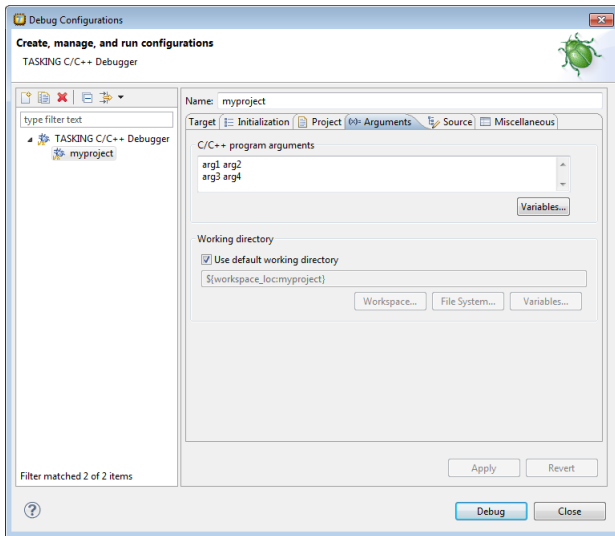 Debug Configurations
Create, manage, and run configurations
TASKING C/C++ Debugger
type filter text
TASKING C/C++ Debugger
myproject
Filter matched 2 of 2 items
Name: myproject
Target Initialization Project (x)= Arguments Source Miscellaneous
C/C++ program arguments
arg1 arg2
arg3 arg4
Variables...
Working directory
Use default working directory
${workspace_loc:myproject}
Workspace... File System... Variables...
Apply Revert
? Debug Close